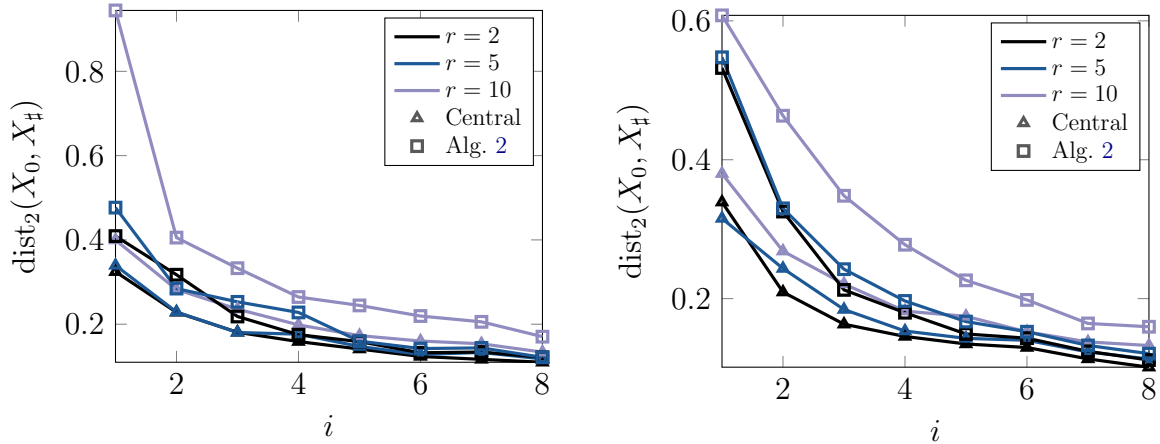 0.8
0.6
0.4
0.2
2
4
6
8
i
dist₂(X₀, X♯)
r = 2
r = 5
r = 10
Central
Alg. 2
0.6
0.4
0.2
2
4
6
8
i
dist₂(X₀, X♯)
r = 2
r = 5
r = 10
Central
Alg. 2